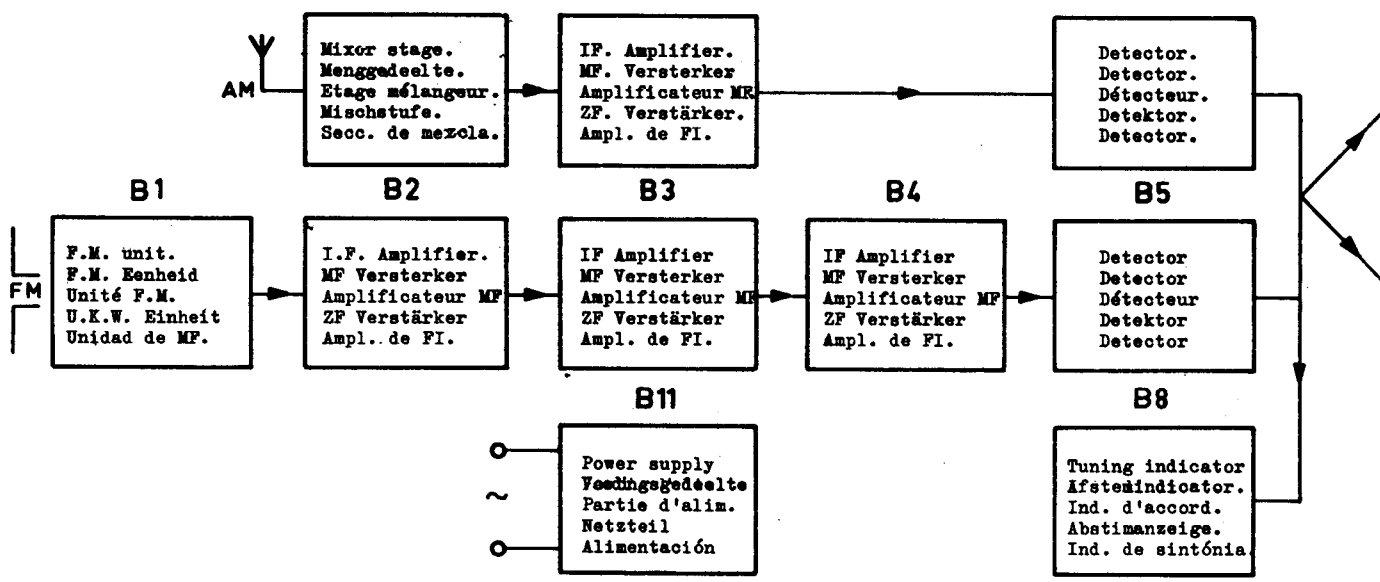 AM
Mixor stage.
Menggedeelte.
Etage mélangeur.
Mischstufe.
Secc. de mezcla.
IF. Amplifier.
MF. Versterker
Amplificateur MF
ZF. Verstärker.
Ampl. de FI.
Detector.
Detector.
Détecteur.
Detektor.
Detector.
FM
B1
F.M. unit.
F.M. Eenheid
Unité F.M.
U.K.W. Einheit
Unidad de MF.
B2
I.F. Amplifier.
MF Versterker
Amplificateur MF
ZF Verstärker
Ampl. de FI.
B3
IF Amplifier
MF Versterker
Amplificateur MF
ZF Verstärker
Ampl. de FI.
B4
IF Amplifier
MF Versterker
Amplificateur MF
ZF Verstärker
Ampl. de FI.
B5
Detector
Detector
Détecteur
Detektor
Detector
B11
~
Power supply
Voedingsgedeelte
Partie d'alim.
Netzteil
Alimentación
B8
Tuning indicator
Afstemindicator.
Ind. d'accord.
Abstimanzeige.
Ind. de sintónia